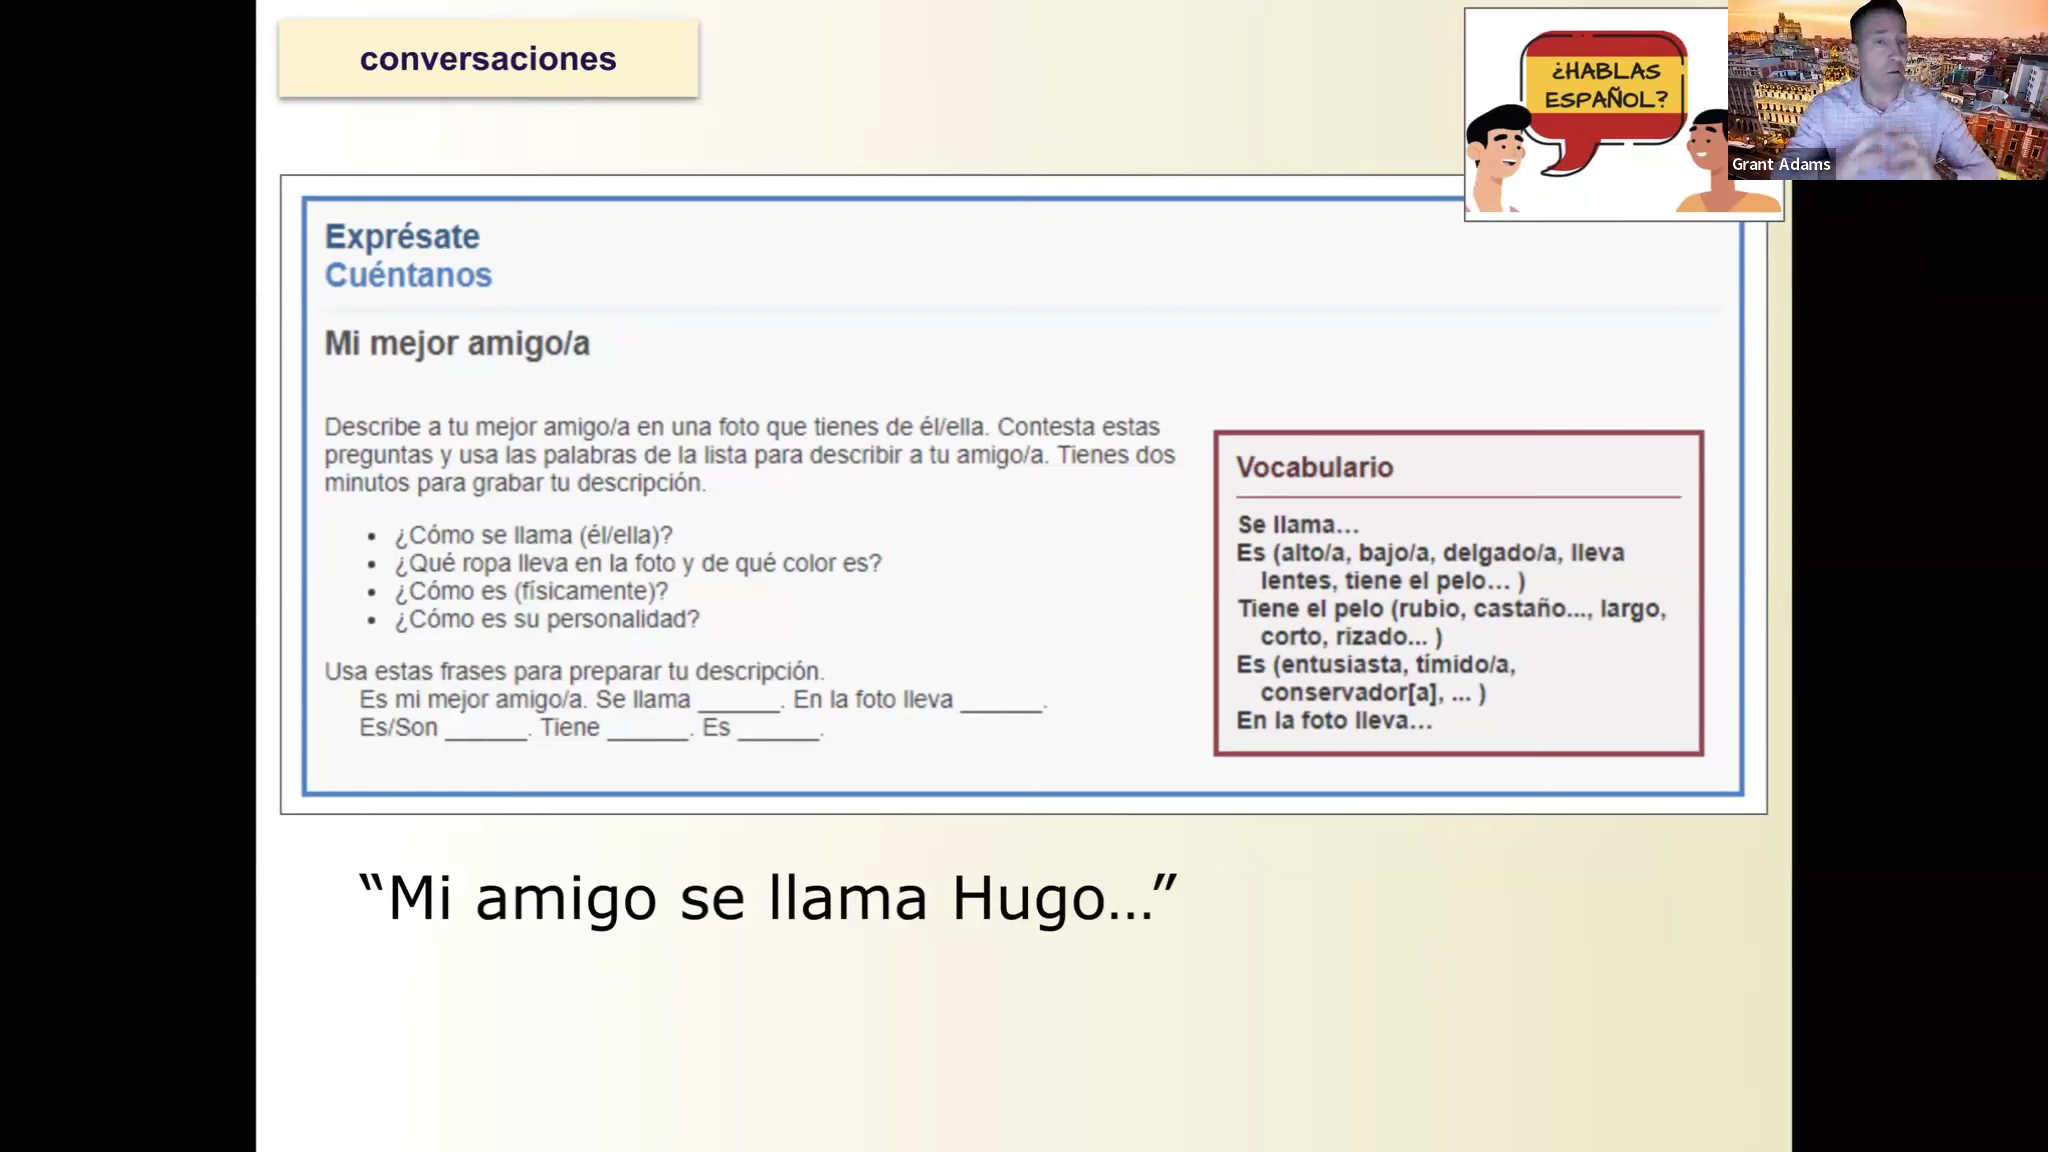 conversaciones
¿HABLAS
ESPAÑOL?
Grant Adams
Exprésate
Cuéntanos
Mi mejor amigo/a
Describe a tu mejor amigo/a en una foto que tienes de él/ella. Contesta estas
preguntas y usa las palabras de la lista para describir a tu amigo/a. Tienes dos
minutos para grabar tu descripción.
• ¿Cómo se llama (él/ella)?
• ¿Qué ropa lleva en la foto y de qué color es?
• ¿Cómo es (físicamente)?
• ¿Cómo es su personalidad?
Usa estas frases para preparar tu descripción.
Es mi mejor amigo/a. Se llama ______. En la foto lleva ______.
Es/Son ______. Tiene ______. Es ______.
Vocabulario
Se llama...
Es (alto/a, bajo/a, delgado/a, lleva
lentes, tiene el pelo... )
Tiene el pelo (rubio, castaño..., largo,
corto, rizado... )
Es (entusiasta, tímido/a,
conservador[a], ... )
En la foto lleva...
“Mi amigo se llama Hugo...”